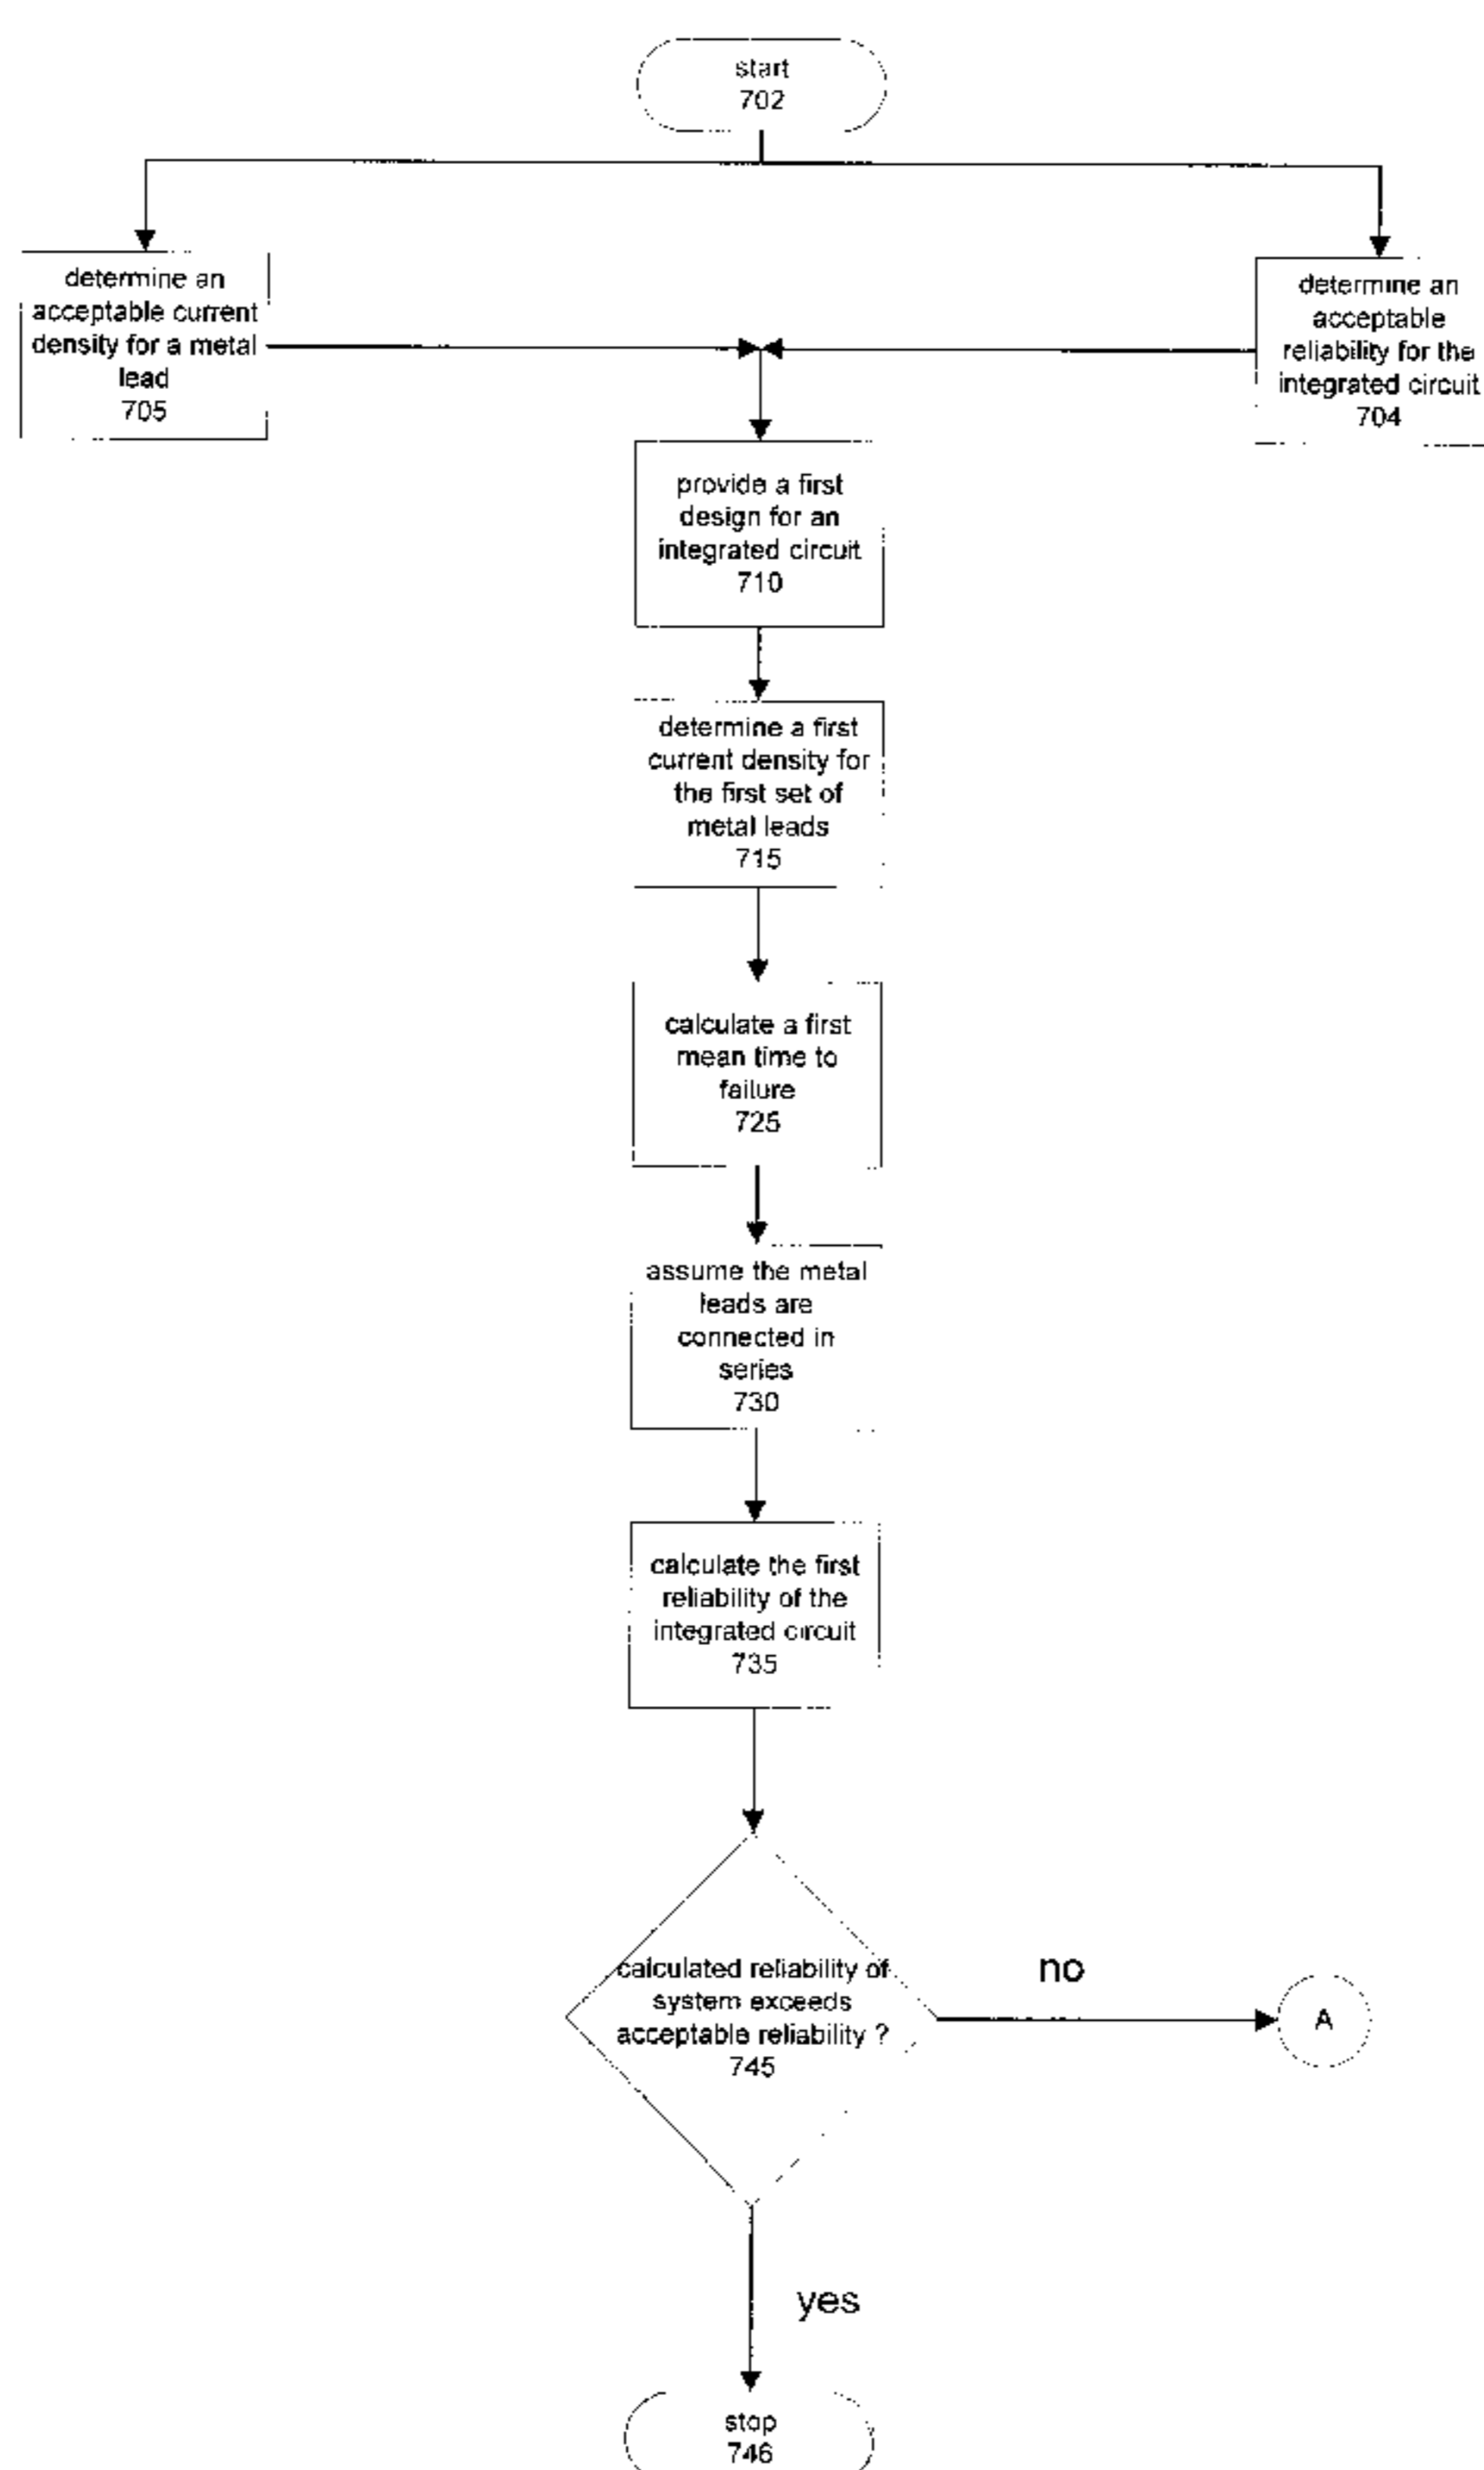 start
702
determine an
acceptable current
density for a metal
lead
705
determine an
acceptable
reliability for the
integrated circuit
704
provide a first
design for an
integrated circuit
710
determine a first
current density for
the first set of
metal leads
715
calculate a first
mean time to
failure
725
assume the metal
leads are
connected in
series
730
calculate the first
reliability of the
integrated circuit
735
calculated reliability of
system exceeds
acceptable reliability ?
745
no
A
yes
stop
746